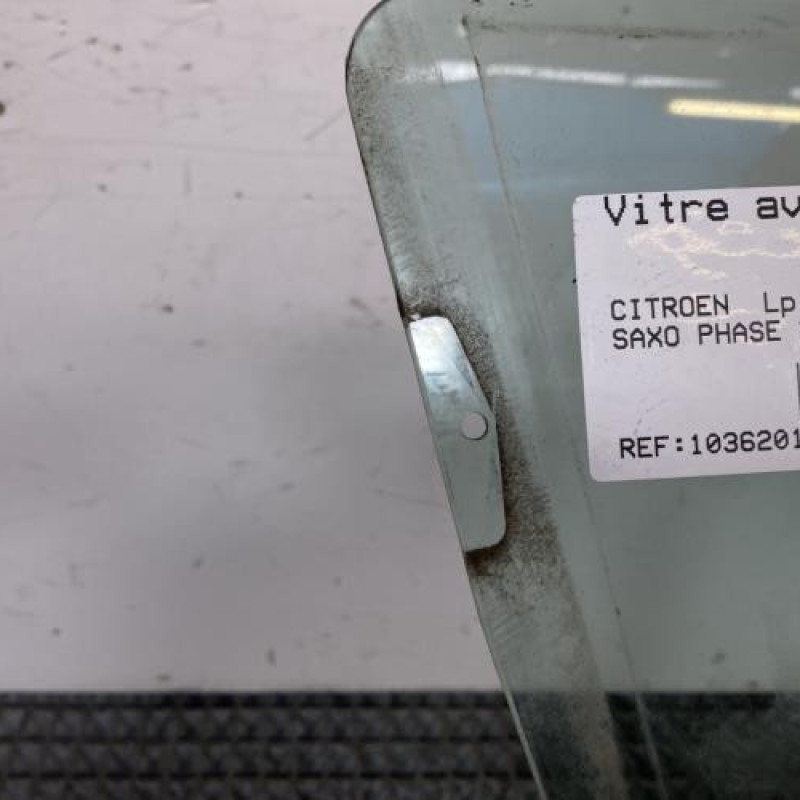 Vitre av
CITROEN Lp
SAXO PHASE
REF:1036201